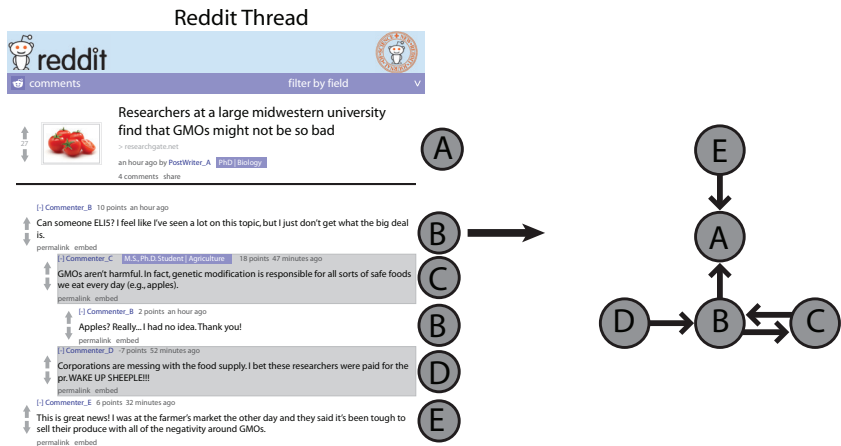 Reddit Thread
reddit
comments filter by field v
Researchers at a large midwestern university
find that GMOs might not be so bad
27
> researchgate.net
an hour ago by PostWriter_A PhD | Biology
4 comments share
A
[-] Commenter_B 10 points an hour ago
Can someone ELI5? I feel like I've seen a lot on this topic, but I just don't get what the big deal
is.
permalink embed
B
[-] Commenter_C M.S., Ph.D. Student | Agriculture 18 points 47 minutes ago
GMOs aren't harmful. In fact, genetic modification is responsible for all sorts of safe foods
we eat every day (e.g., apples).
permalink embed
C
[-] Commenter_B 2 points an hour ago
Apples? Really... I had no idea. Thank you!
permalink embed
B
[-] Commenter_D -7 points 52 minutes ago
Corporations are messing with the food supply. I bet these researchers were paid for the
pr. WAKE UP SHEEPLE!!!
permalink embed
D
[-] Commenter_E 6 points 32 minutes ago
This is great news! I was at the farmer's market the other day and they said it's been tough to
sell their produce with all of the negativity around GMOs.
permalink embed
E
E
A
D B C